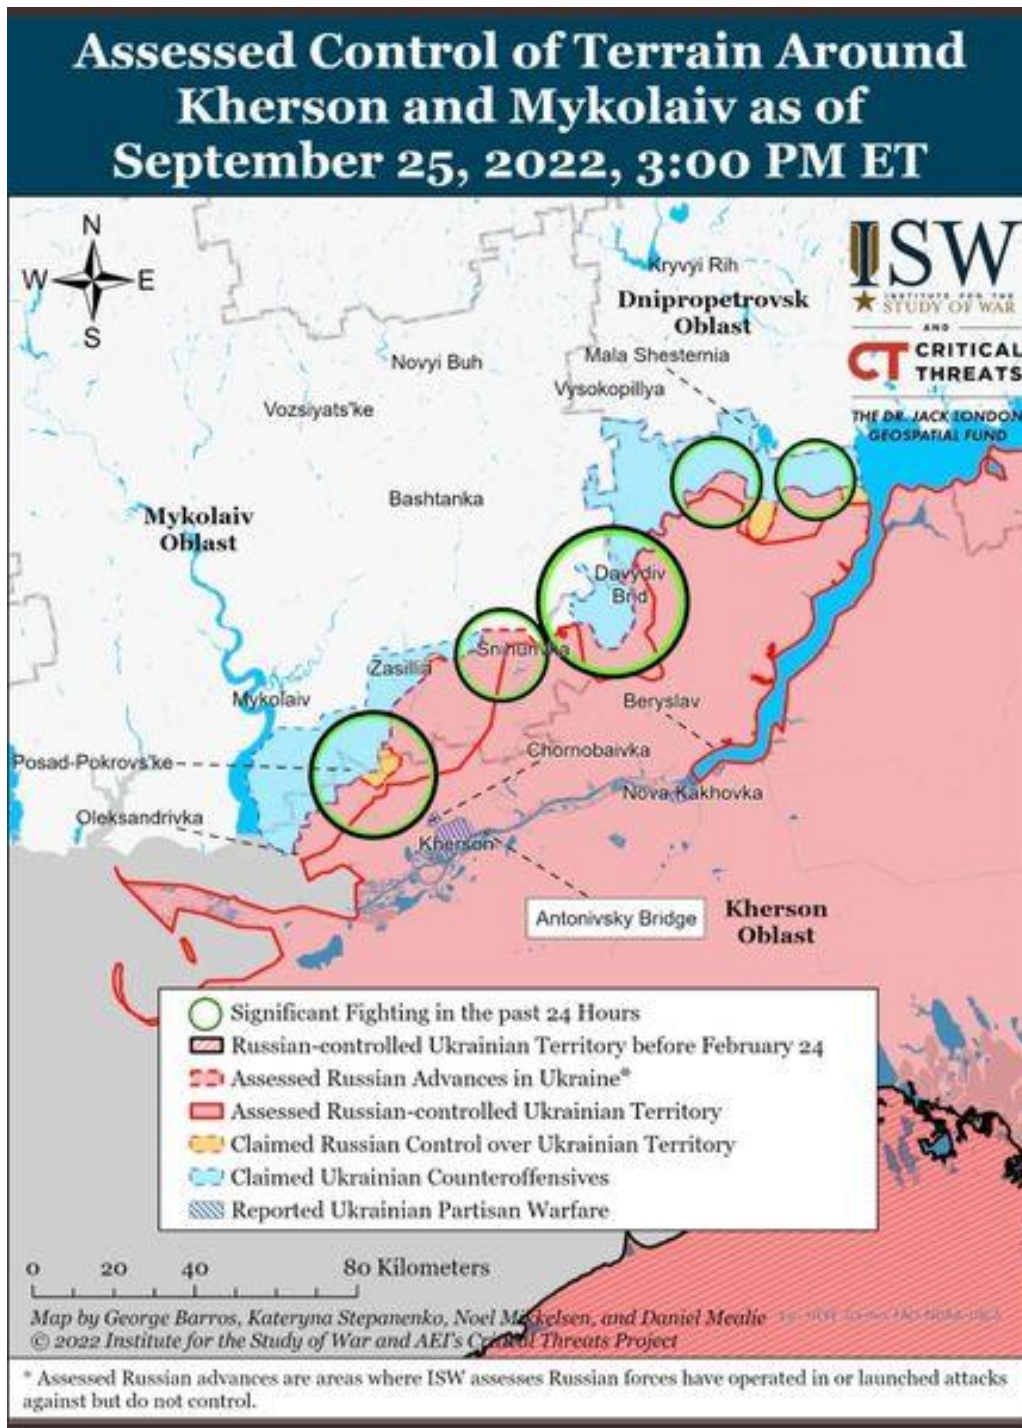 Assessed Control of Terrain Around
Kherson and Mykolaiv as of
September 25, 2022, 3:00 PM ET
N
W E
S
ISW
INSTITUTE FOR THE
STUDY OF WAR
AND
CT CRITICAL
THREATS
THE DR. JACK LONDON
GEOSPATIAL FUND
Kryvyi Rih
Dnipropetrovsk
Oblast
Mala Shesternia
Novyi Buh
Vysokopillya
Vozsiyats'ke
Bashtanka
Mykolaiv
Oblast
Davydiv
Brid
Snihurivka
Zasillia
Mykolaiv
Beryslav
Chornobaivka
Posad-Pokrovs'ke
Nova Kakhovka
Oleksandrivka
Kherson
Antonivsky Bridge
Kherson
Oblast
Significant Fighting in the past 24 Hours
Russian-controlled Ukrainian Territory before February 24
Assessed Russian Advances in Ukraine*
Assessed Russian-controlled Ukrainian Territory
Claimed Russian Control over Ukrainian Territory
Claimed Ukrainian Counteroffensives
Reported Ukrainian Partisan Warfare
0 20 40 80 Kilometers
Map by George Barros, Kateryna Stepanenko, Noel Mikkelsen, and Daniel Mealie
© 2022 Institute for the Study of War and AEI's Critical Threats Project
* Assessed Russian advances are areas where ISW assesses Russian forces have operated in or launched attacks
against but do not control.